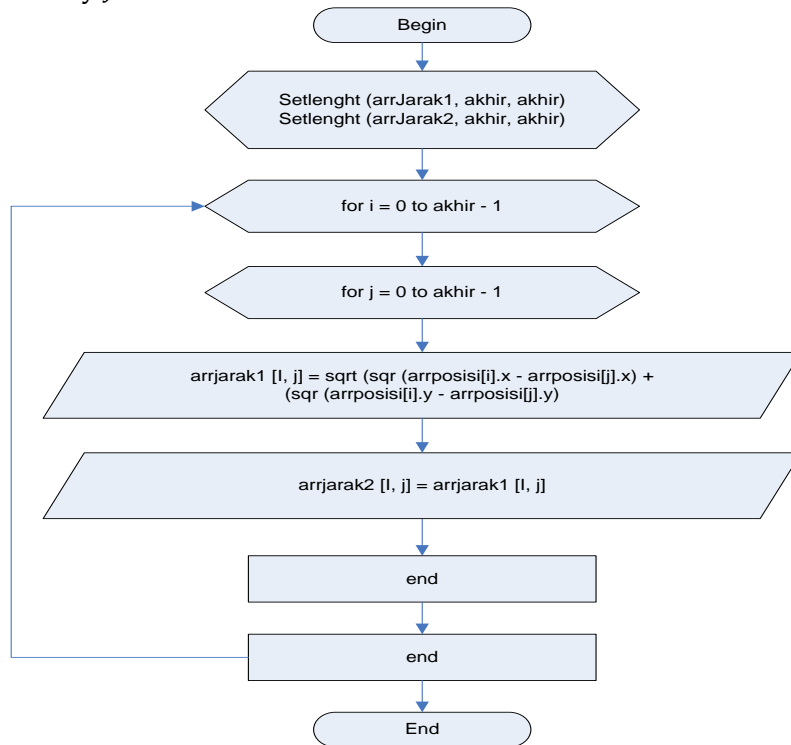 Begin
Setlenght (arrJarak1, akhir, akhir)
Setlenght (arrJarak2, akhir, akhir)
for i = 0 to akhir - 1
for j = 0 to akhir - 1
arrjarak1 [I, j] = sqrt (sqr (arrposisi[i].x - arrposisi[j].x) +
(sqr (arrposisi[i].y - arrposisi[j].y)
arrjarak2 [I, j] = arrjarak1 [I, j]
end
end
End